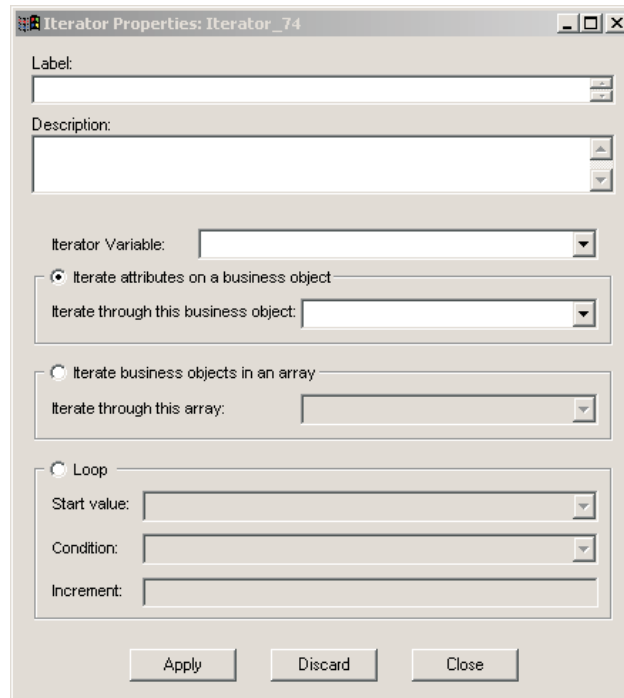 Iterator Properties: Iterator_74
Label:
Description:
Iterator Variable:
Iterate attributes on a business object
Iterate through this business object:
Iterate business objects in an array
Iterate through this array:
Loop
Start value:
Condition:
Increment:
Apply Discard Close